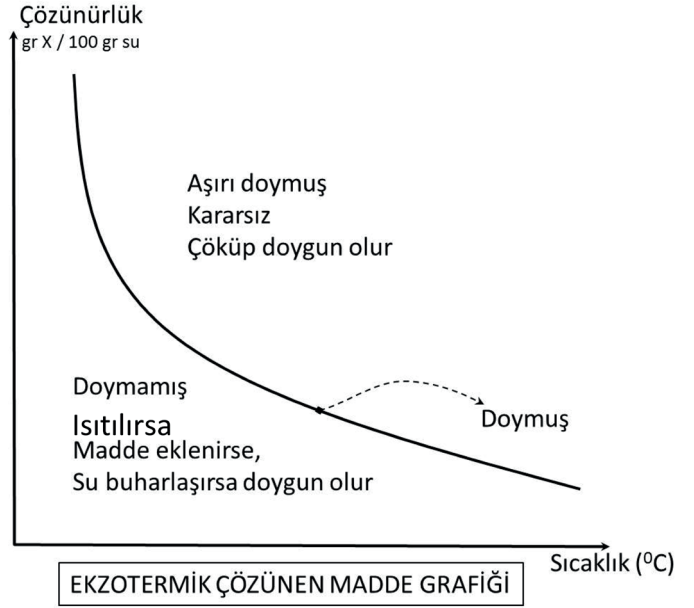 Çözünürlük
gr X / 100 gr su
Aşırı doymuş
Kararsız
Çöküp doygun olur
Doymamış
Isıtılırsa
Madde eklenirse,
Su buharlaşırsa doygun olur
Doymuş
Sıcaklık (⁰C)
EKZOTERMİK ÇÖZÜNEN MADDE GRAFİĞİ